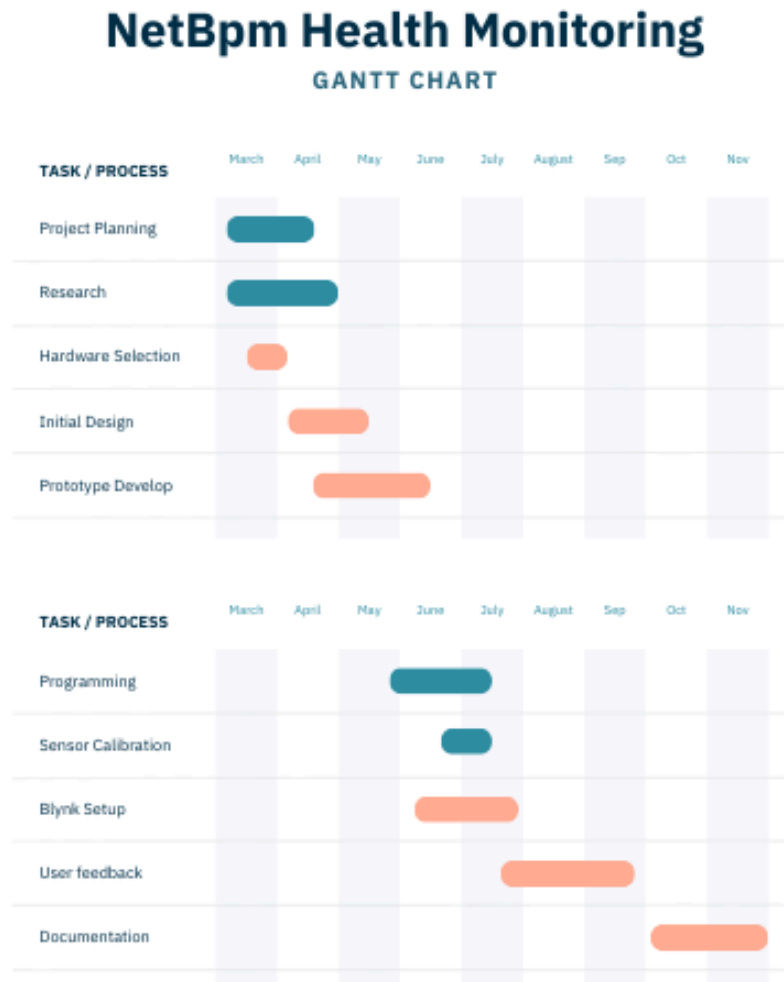 NetBpm Health Monitoring
GANTT CHART
TASK / PROCESS March April May June July August Sep Oct Nov
Project Planning
Research
Hardware Selection
Initial Design
Prototype Develop
TASK / PROCESS March April May June July August Sep Oct Nov
Programming
Sensor Calibration
Blynk Setup
User feedback
Documentation